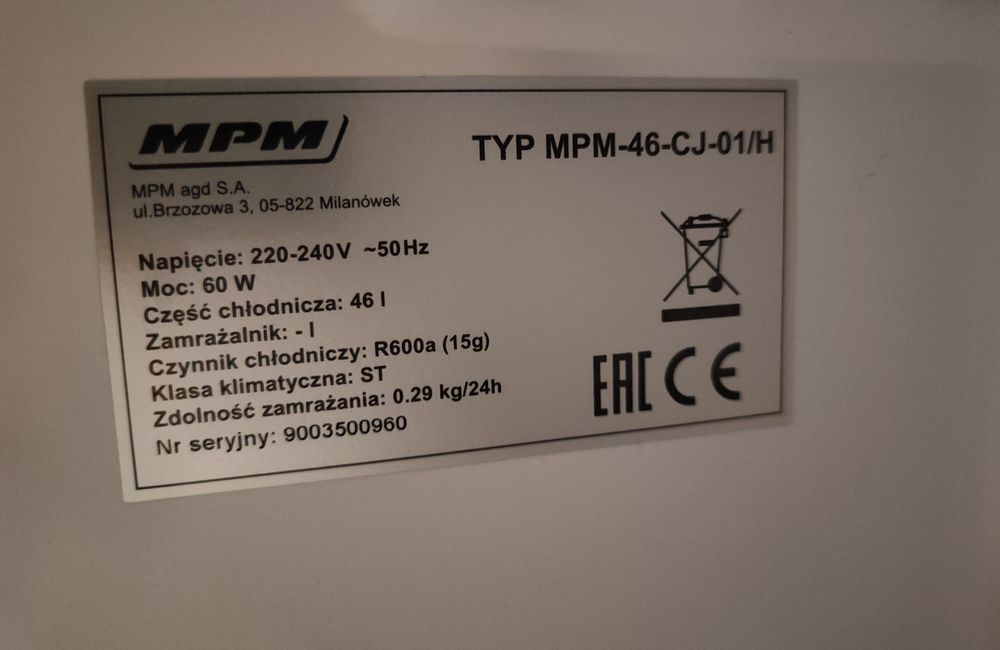 MPM
TYP MPM-46-CJ-01/H
MPM agd S.A.
ul.Brzozowa 3, 05-822 Milanówek
Napięcie: 220-240V ~50Hz
Moc: 60 W
Część chłodnicza: 46 l
Zamrażalnik: - l
Czynnik chłodniczy: R600a (15g)
Klasa klimatyczna: ST
Zdolność zamrażania: 0.29 kg/24h
Nr seryjny: 9003500960
EAC CE